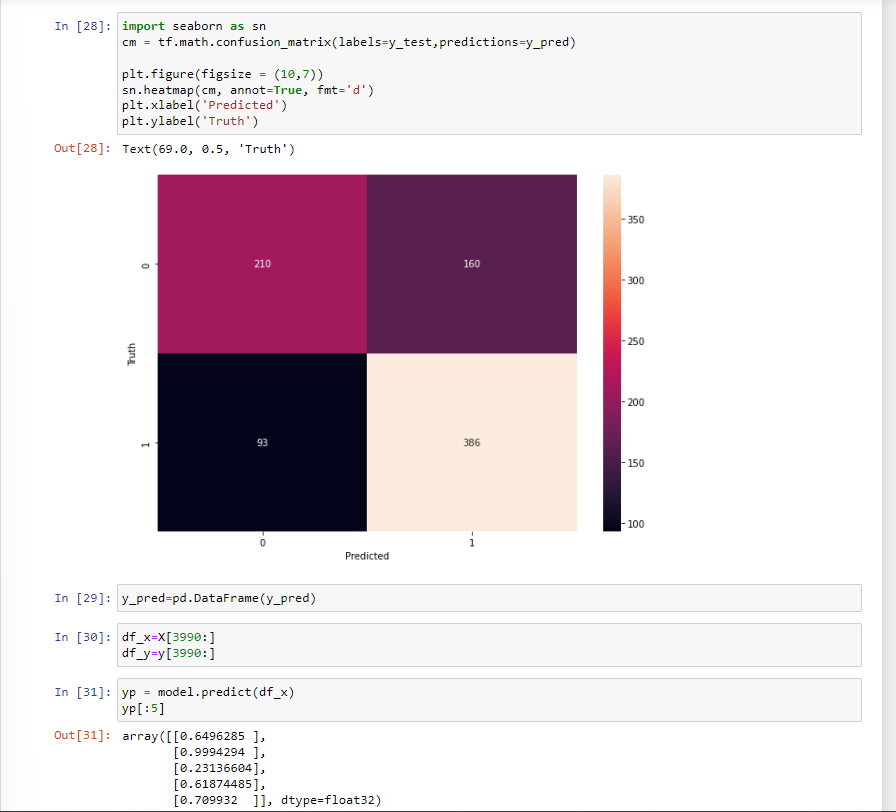 In [28]: import seaborn as sn
cm = tf.math.confusion_matrix(labels=y_test,predictions=y_pred)
plt.figure(figsize = (10,7))
sn.heatmap(cm, annot=True, fmt='d')
plt.xlabel('Predicted')
plt.ylabel('Truth')
Out[28]: Text(69.0, 0.5, 'Truth')
210 160
93 386
0
1
Truth
0 1
Predicted
350
300
250
200
150
100
In [29]: y_pred=pd.DataFrame(y_pred)
In [30]: df_x=X[3990:]
df_y=y[3990:]
In [31]: yp = model.predict(df_x)
yp[:5]
Out[31]: array([[0.6496285 ],
[0.9994294 ],
[0.23136604],
[0.61874485],
[0.709932  ]], dtype=float32)